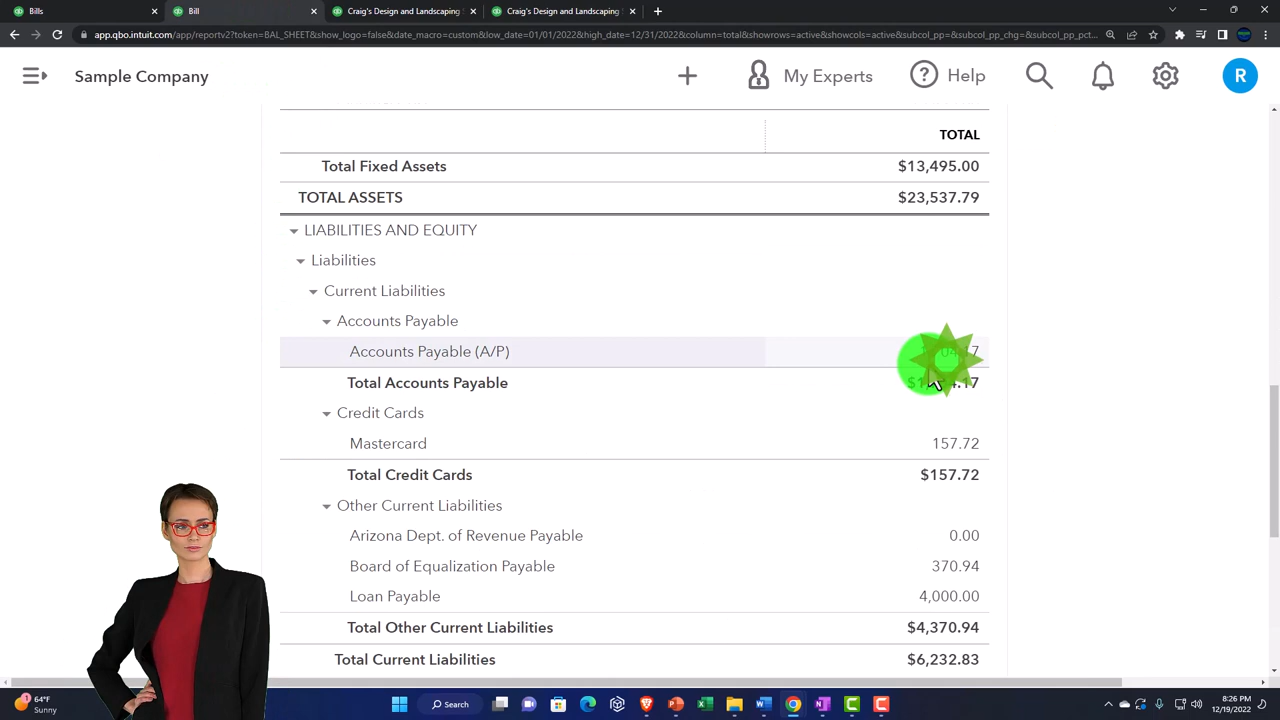 Bills
Bill
Craig's Design and Landscaping
Craig's Design and Landscaping
app.qbo.intuit.com/app/reportv2?token=BAL_SHEET&show_logo=false&date_macro=custom&low_date=01/01/2022&high_date=12/31/2022&column=total&showrows=active&showcols=active&subcol_pp=&subcol_pp_chg=&subcol_pp_pct...
Sample Company
My Experts
Help
R
TOTAL
Total Fixed Assets $13,495.00
TOTAL ASSETS $23,537.79
LIABILITIES AND EQUITY
Liabilities
Current Liabilities
Accounts Payable
Accounts Payable (A/P)
Total Accounts Payable
Credit Cards
Mastercard 157.72
Total Credit Cards $157.72
Other Current Liabilities
Arizona Dept. of Revenue Payable 0.00
Board of Equalization Payable 370.94
Loan Payable 4,000.00
Total Other Current Liabilities $4,370.94
Total Current Liabilities $6,232.83
1
64°F
Sunny
Search
8:26 PM
12/19/2022